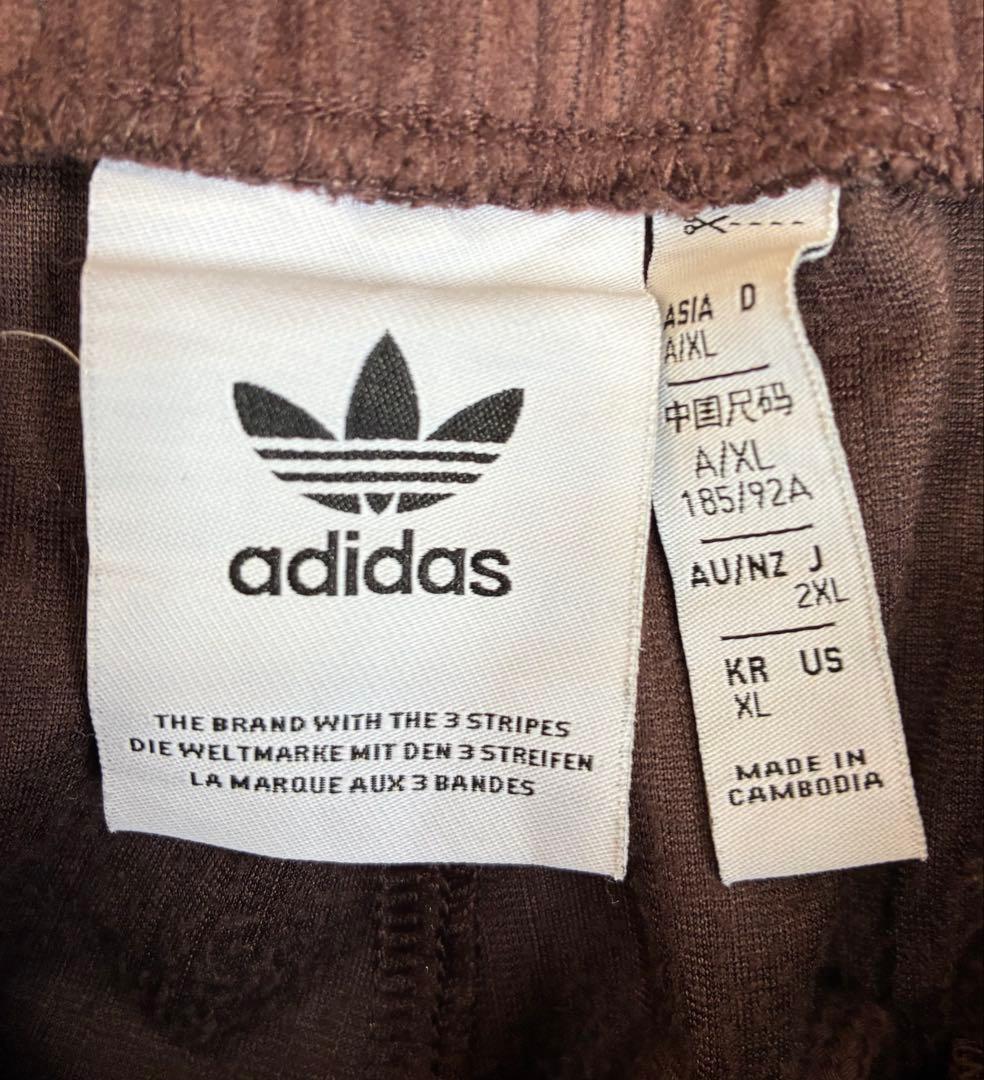 adidas
THE BRAND WITH THE 3 STRIPES
DIE WELTMARKE MIT DEN 3 STREIFEN
LA MARQUE AUX 3 BANDES
ASIA D
A/XL
中国尺码
A/XL
185/92A
AU/NZ J
2XL
KR US
XL
MADE IN
CAMBODIA